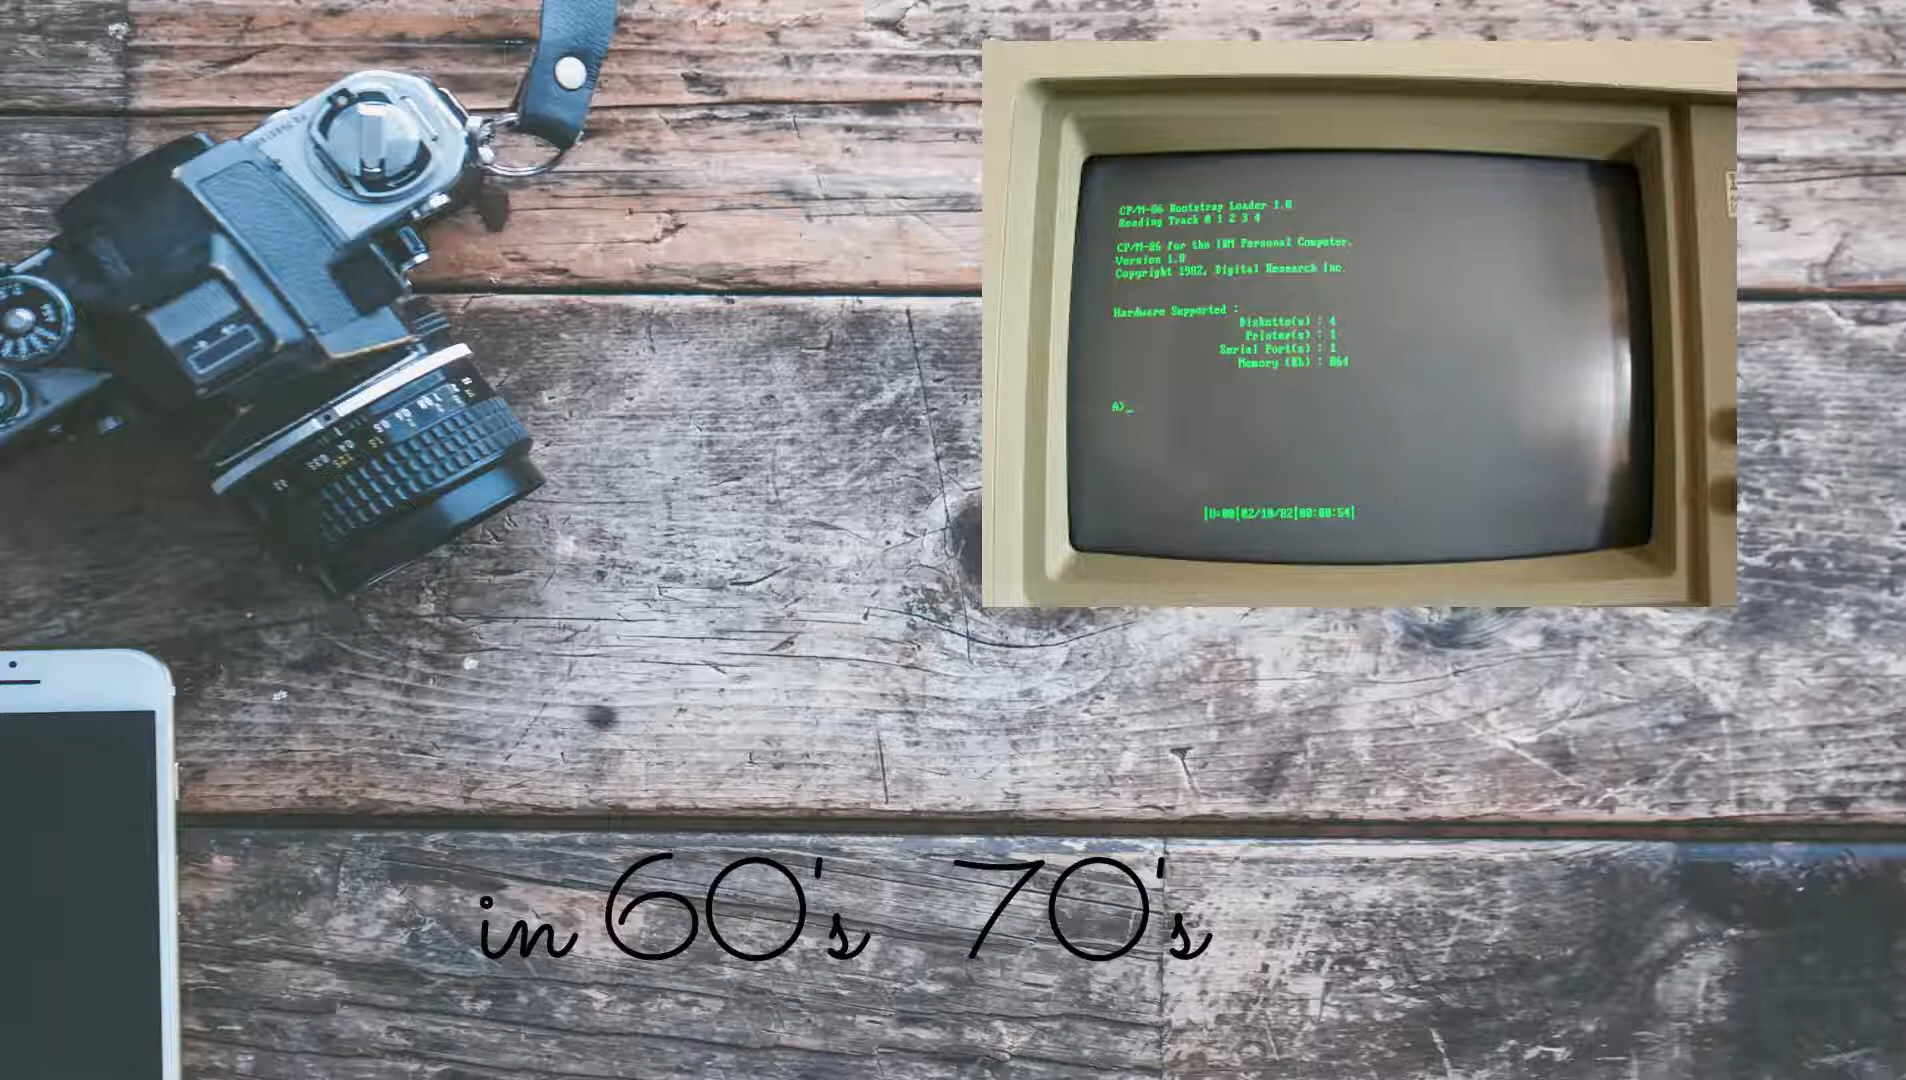 CP/M-86 Bootstrap Loader 1.0
Reading Track 0 1 2 3 4
CP/M-86 for the IBM Personal Computer.
Version 1.0
Copyright 1982, Digital Research Inc.
Hardware Supported :
Diskette(s) : 4
Printer(s) : 1
Serial Port(s) : 1
Memory (Kb) : 864
A>_
in 60's 70's